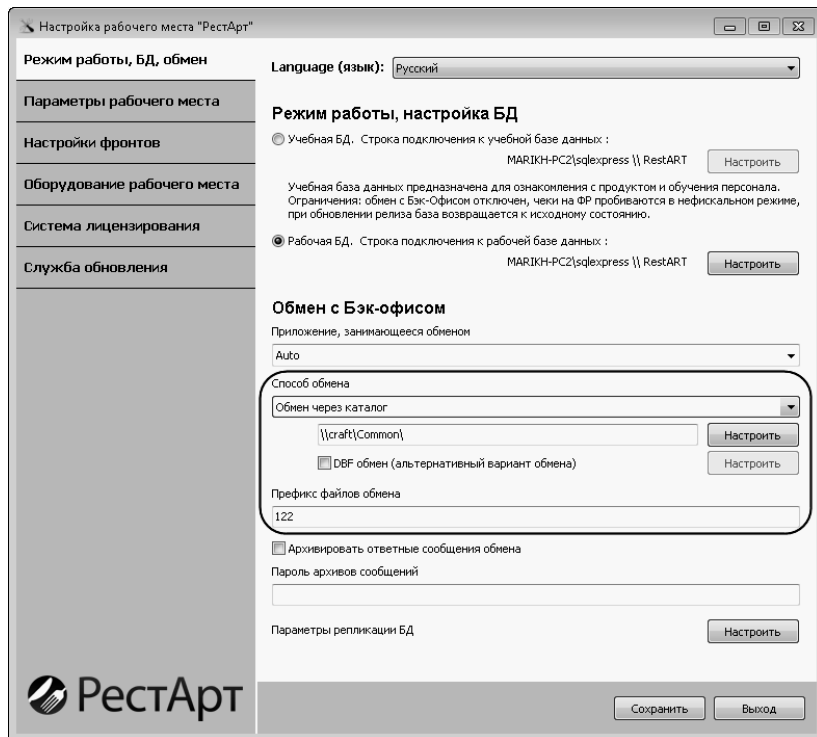 Настройка рабочего места "РестАрт"
Режим работы, БД, обмен
Параметры рабочего места
Настройки фронтов
Оборудование рабочего места
Система лицензирования
Служба обновления
Language (язык): Русский
Режим работы, настройка БД
Учебная БД. Строка подключения к учебной базе данных :
MARIKH-PC2\sqlexpress \\ RestART Настроить
Учебная база данных предназначена для ознакомления с продуктом и обучения персонала.
Ограничения: обмен с Бэк-Офисом отключен, чеки на ФР пробиваются в нефискальном режиме,
при обновлении релиза база возвращается к исходному состоянию.
Рабочая БД. Строка подключения к рабочей базе данных :
MARIKH-PC2\sqlexpress \\ RestART Настроить
Обмен с Бэк-офисом
Приложение, занимающееся обменом
Auto
Способ обмена
Обмен через каталог
\\craft\Common\ Настроить
DBF обмен (альтернативный вариант обмена) Настроить
Префикс файлов обмена
122
Архивировать ответные сообщения обмена
Пароль архивов сообщений
Параметры репликации БД Настроить
РестАрт
Сохранить Выход